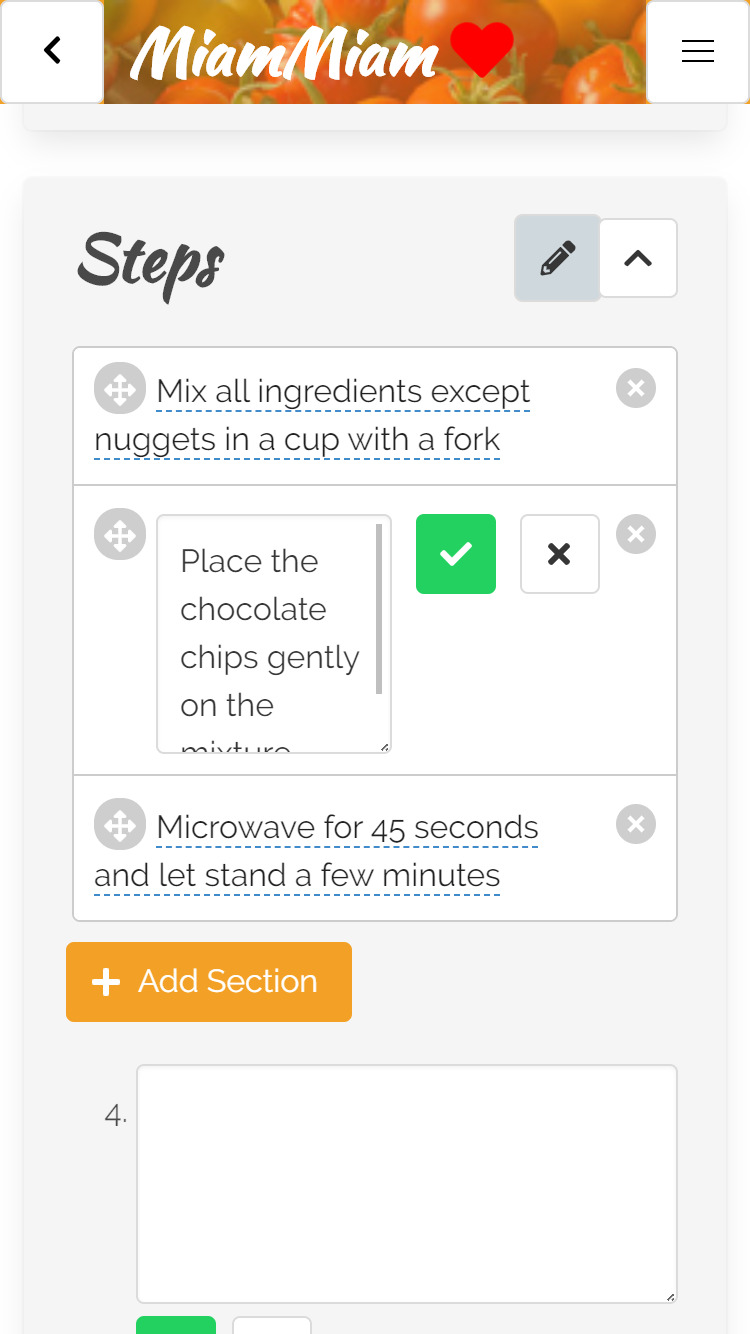 MiamMiam
Steps
Mix all ingredients except
nuggets in a cup with a fork
Place the
chocolate
chips gently
on the
mixture
Microwave for 45 seconds
and let stand a few minutes
Add Section
4.